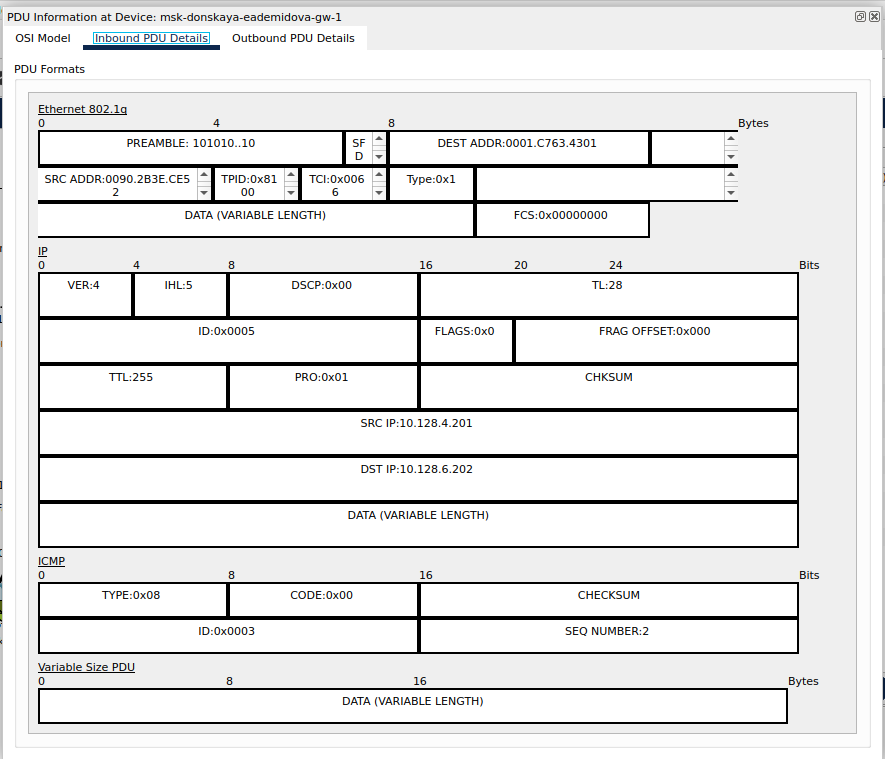 PDU Information at Device: msk-donskaya-eademidova-gw-1
OSI Model Inbound PDU Details Outbound PDU Details
PDU Formats
Ethernet 802.1q
0 4 8 Bytes
PREAMBLE: 101010..10 SF D DEST ADDR:0001.C763.4301
SRC ADDR:0090.2B3E.CE5 2 TPID:0x81 00 TCI:0x006 6 Type:0x1
DATA (VARIABLE LENGTH) FCS:0x00000000
IP
0 4 8 16 20 24 Bits
VER:4 IHL:5 DSCP:0x00 TL:28
ID:0x0005 FLAGS:0x0 FRAG OFFSET:0x000
TTL:255 PRO:0x01 CHKSUM
SRC IP:10.128.4.201
DST IP:10.128.6.202
DATA (VARIABLE LENGTH)
ICMP
0 8 16 Bits
TYPE:0x08 CODE:0x00 CHECKSUM
ID:0x0003 SEQ NUMBER:2
Variable Size PDU
0 8 16 Bytes
DATA (VARIABLE LENGTH)